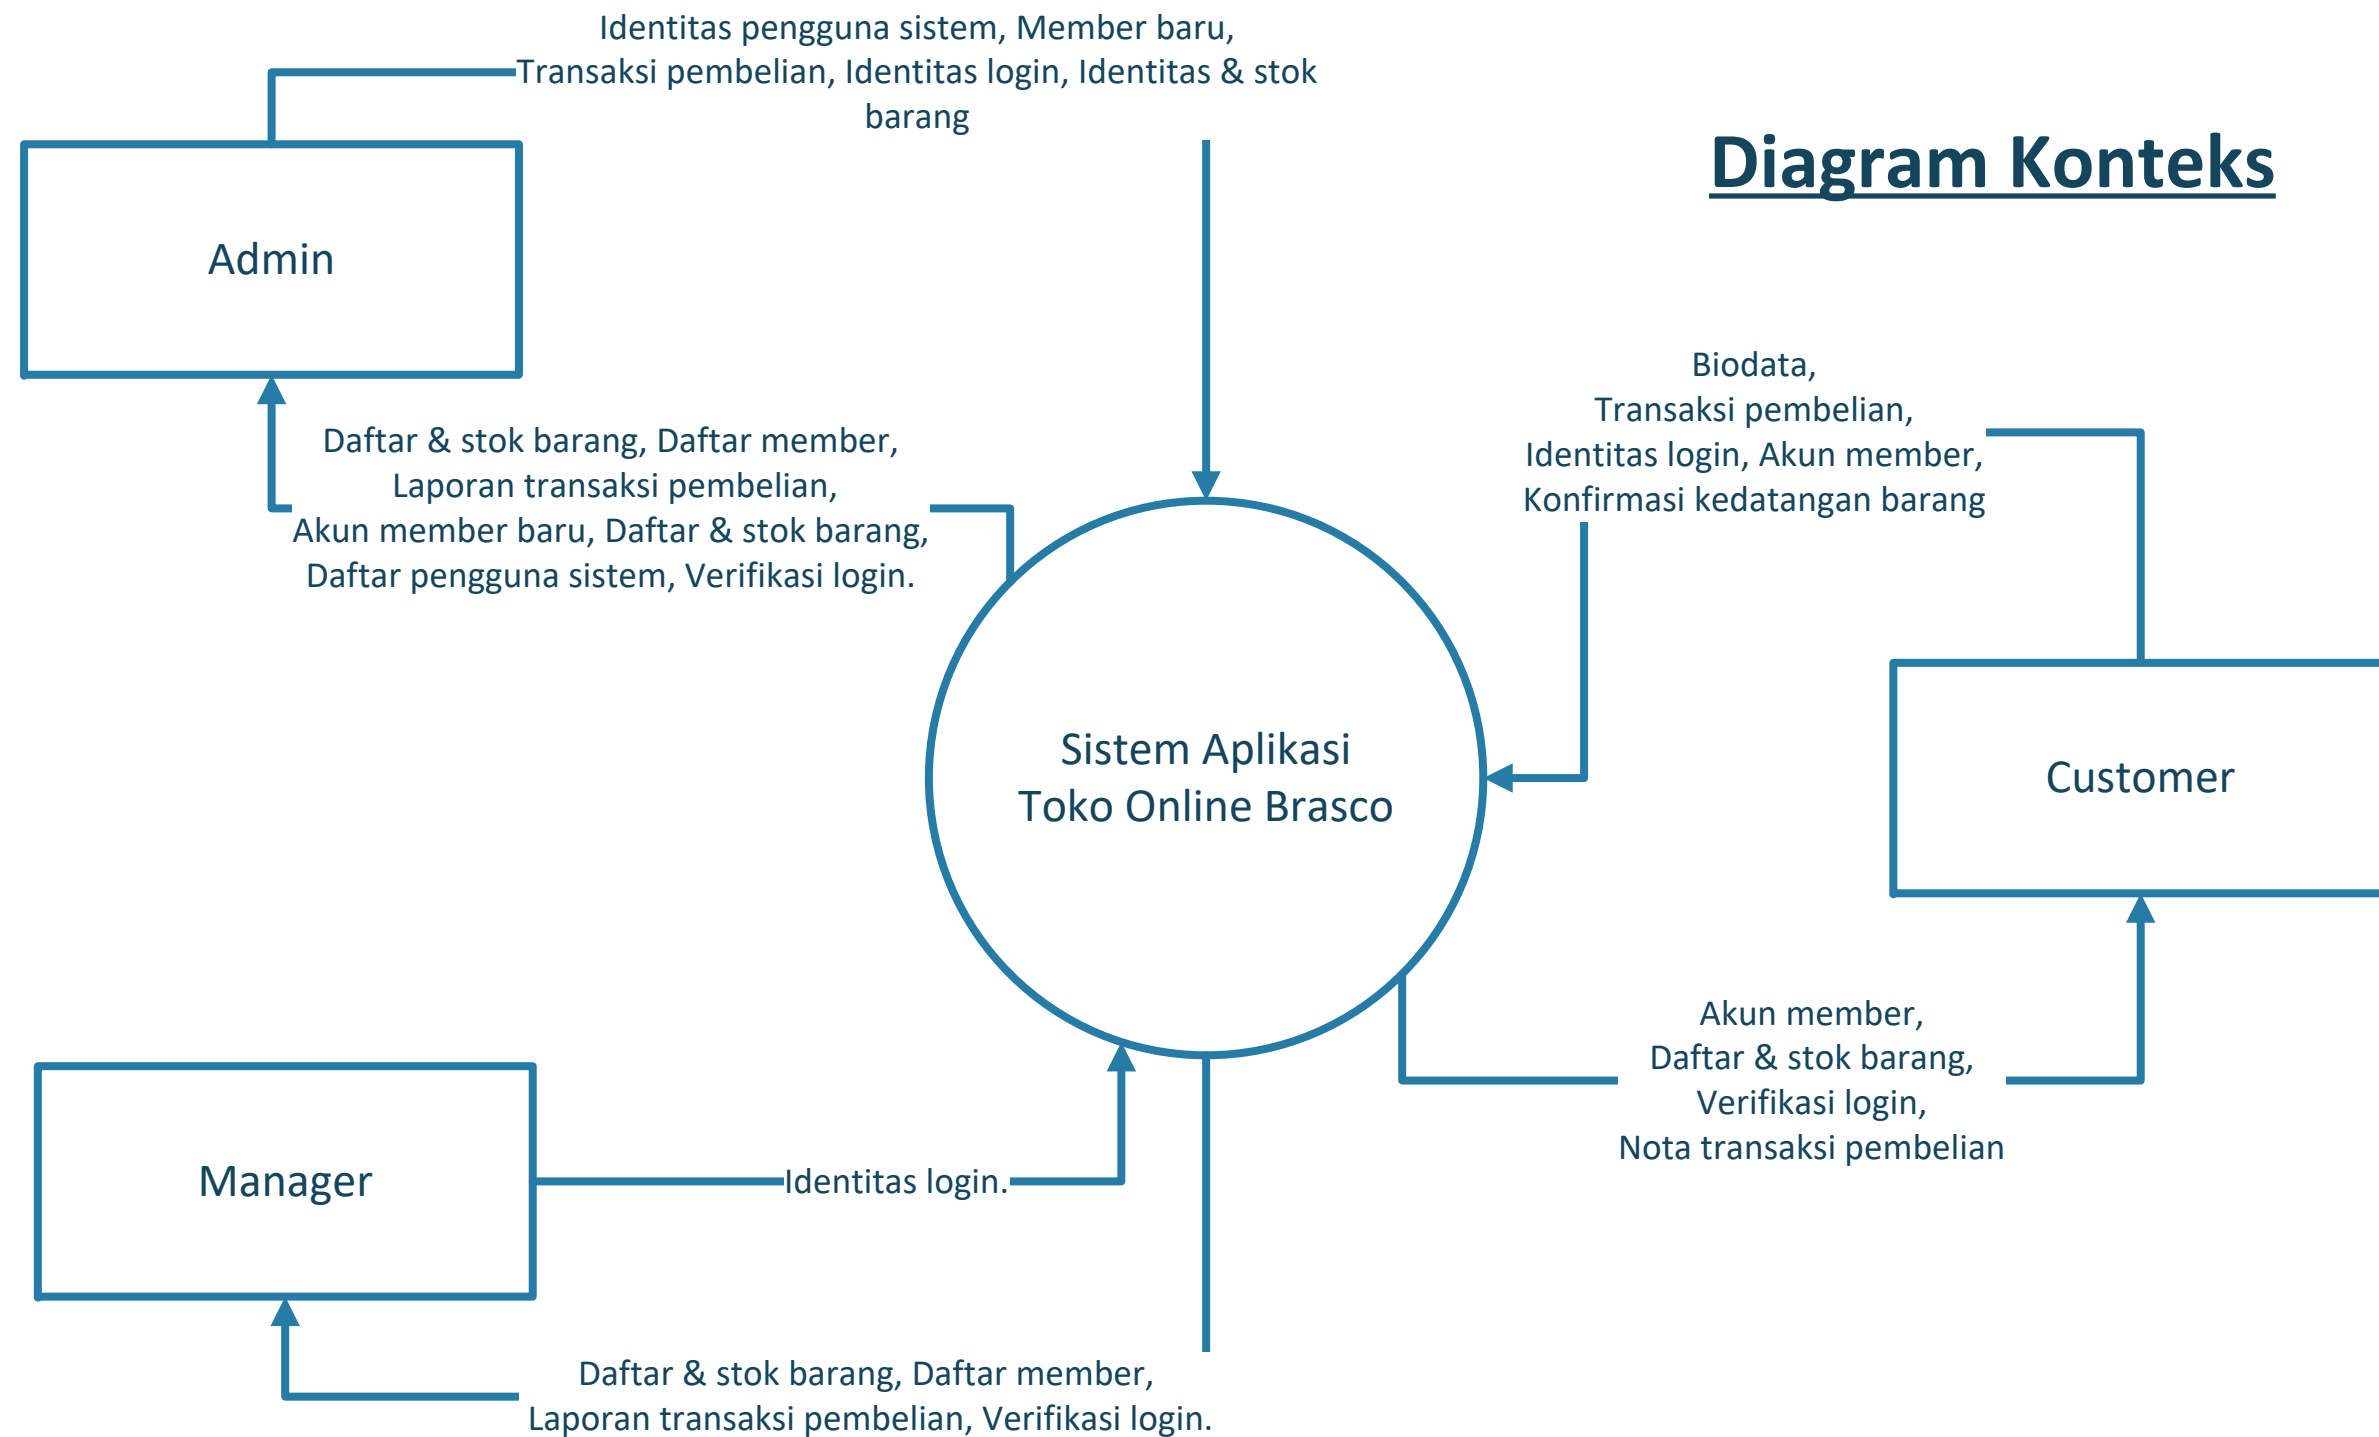 Identitas pengguna sistem, Member baru,
Transaksi pembelian, Identitas login, Identitas & stok
barang
Diagram Konteks
Admin
Biodata,
Transaksi pembelian,
Identitas login, Akun member,
Konfirmasi kedatangan barang
Daftar & stok barang, Daftar member,
Laporan transaksi pembelian,
Akun member baru, Daftar & stok barang,
Daftar pengguna sistem, Verifikasi login.
Sistem Aplikasi
Toko Online Brasco
Customer
Akun member,
Daftar & stok barang,
Verifikasi login,
Nota transaksi pembelian
Manager
Identitas login.
Daftar & stok barang, Daftar member,
Laporan transaksi pembelian, Verifikasi login.